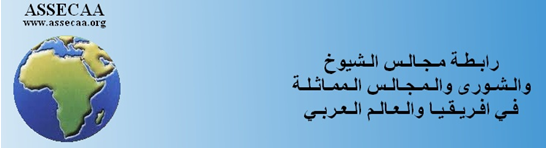 ASSECAA
www.assecaa.org
رابطة مجالس الشيوخ
والشورى والمجالس المماثلة
في افريقيا والعالم العربي